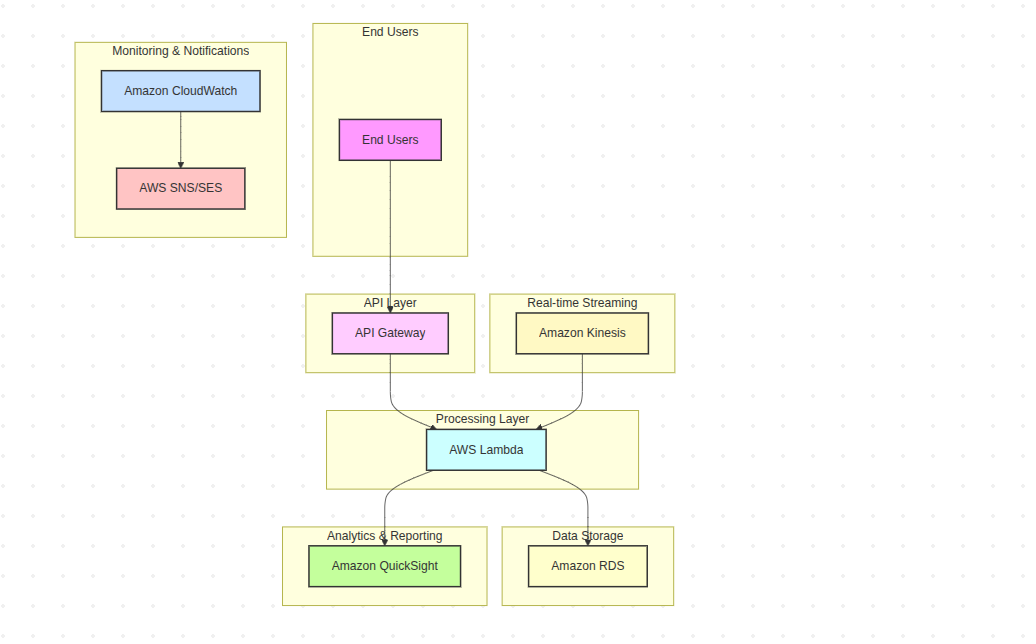 Monitoring & Notifications
Amazon CloudWatch
AWS SNS/SES
End Users
End Users
API Layer
API Gateway
Real-time Streaming
Amazon Kinesis
Processing Layer
AWS Lambda
Analytics & Reporting
Amazon QuickSight
Data Storage
Amazon RDS